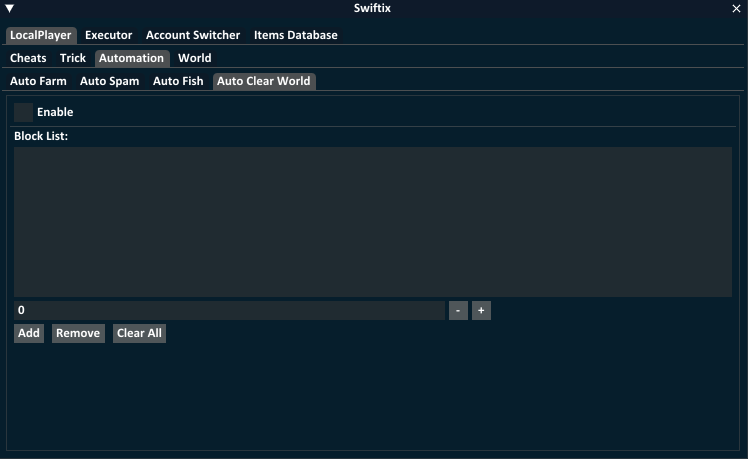 Swiftix
LocalPlayer Executor Account Switcher Items Database
Cheats Trick Automation World
Auto Farm Auto Spam Auto Fish Auto Clear World
Enable
Block List:
0 - +
Add Remove Clear All